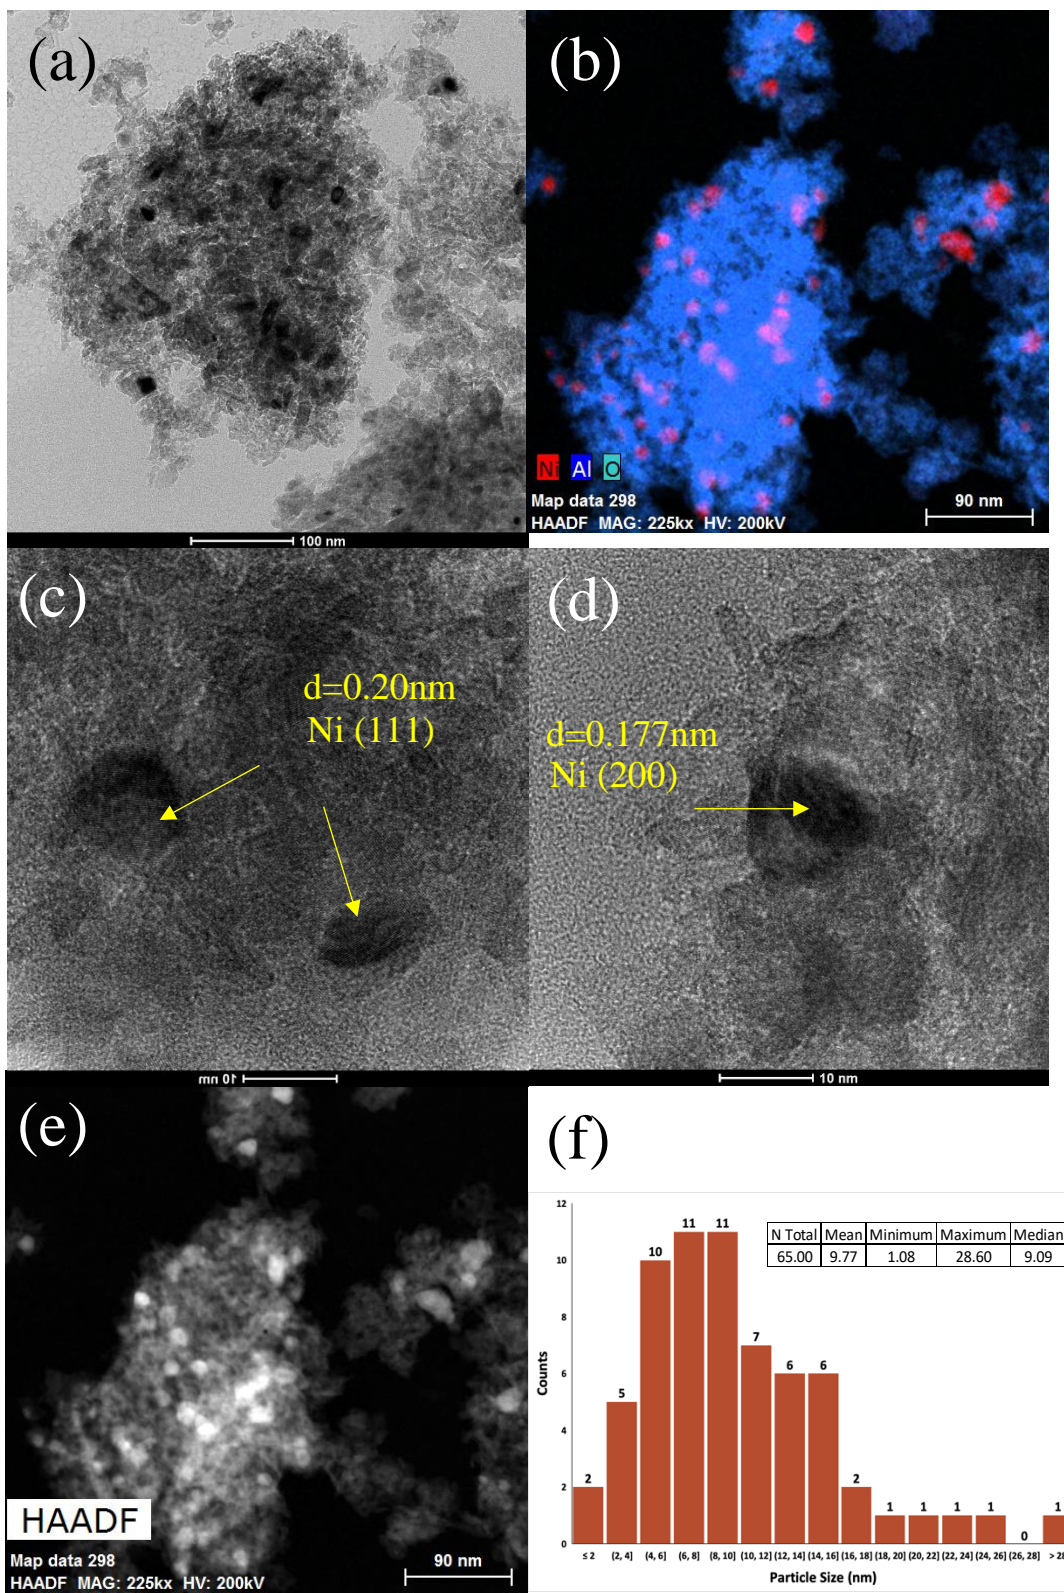 (a)
100 nm
(b)
Ni Al O
Map data 298
HAADF MAG: 225kx HV: 200kV
90 nm
(c)
d=0.20nm
Ni (111)
10 nm
(d)
d=0.177nm
Ni (200)
10 nm
(e)
HAADF
Map data 298
HAADF MAG: 225kx HV: 200kV
90 nm
(f)
N Total Mean Minimum Maximum Median
65.00 9.77 1.08 28.60 9.09
12
10
8
6
4
2
0
Counts
2 5 10 11 11 7 6 6 2 1 1 1 1 0 1
≤ 2 (2, 4] (4, 6] (6, 8] (8, 10] (10, 12] (12, 14] (14, 16] (16, 18] (18, 20] (20, 22] (22, 24] (24, 26] (26, 28] > 28
Particle Size (nm)